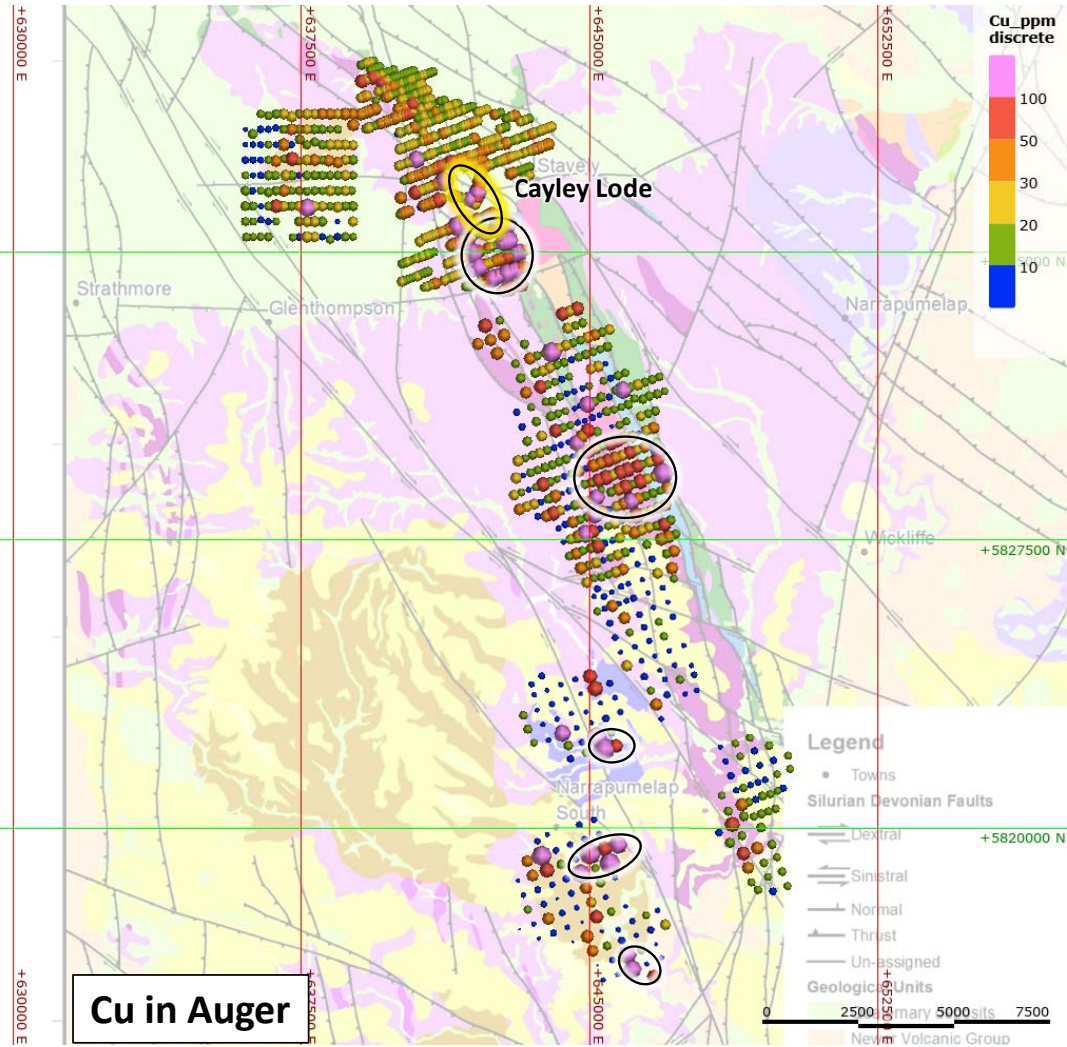 +630000 E
+637500 E
+645000 E
+652500 E
Cu_ppm
discrete
100
50
30
20
10
Stavely
Cayley Lode
Strathmore
Glenthompson
Narrapumelap
Wickliffe
+5827500 N
Legend
Towns
Silurian Devonian Faults
Dextral
Sinistral
Normal
Thrust
Un-assigned
Geological Units
Narrapumelap
South
+5820000 N
+630000 E
+637500 E
+645000 E
+652500 E
Cu in Auger
0 2500 5000 7500
Newer Volcanic Group